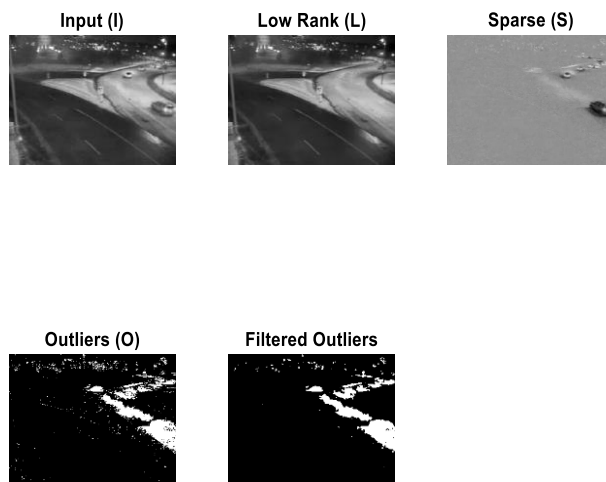 Input (I)
Low Rank (L)
Sparse (S)
Outliers (O)
Filtered Outliers